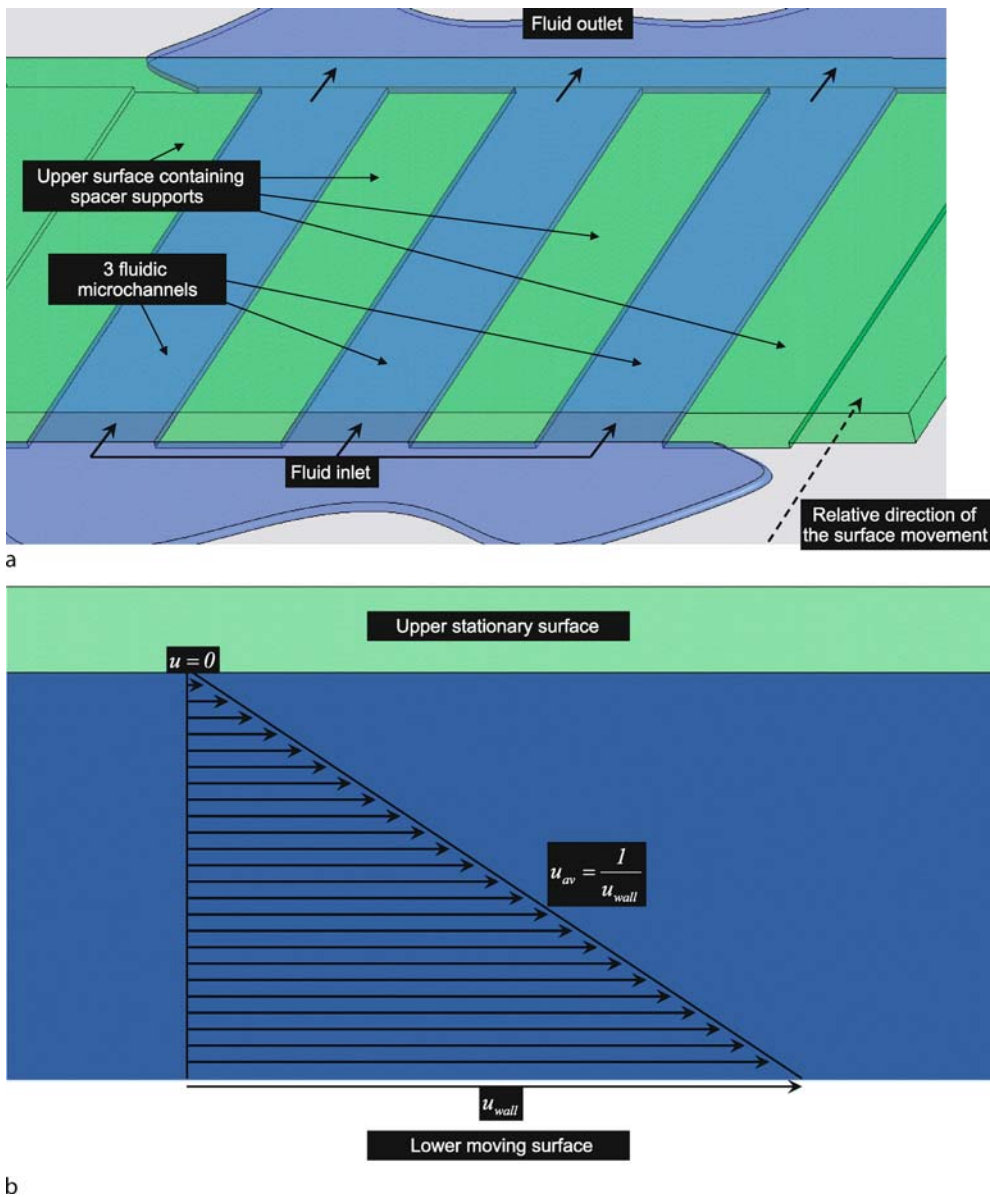 Fluid outlet
Upper surface containing
spacer supports
3 fluidic
microchannels
Fluid inlet
Relative direction of
the surface movement
a
Upper stationary surface
u = 0
u_av = 1 / u_wall
u_wall
Lower moving surface
b